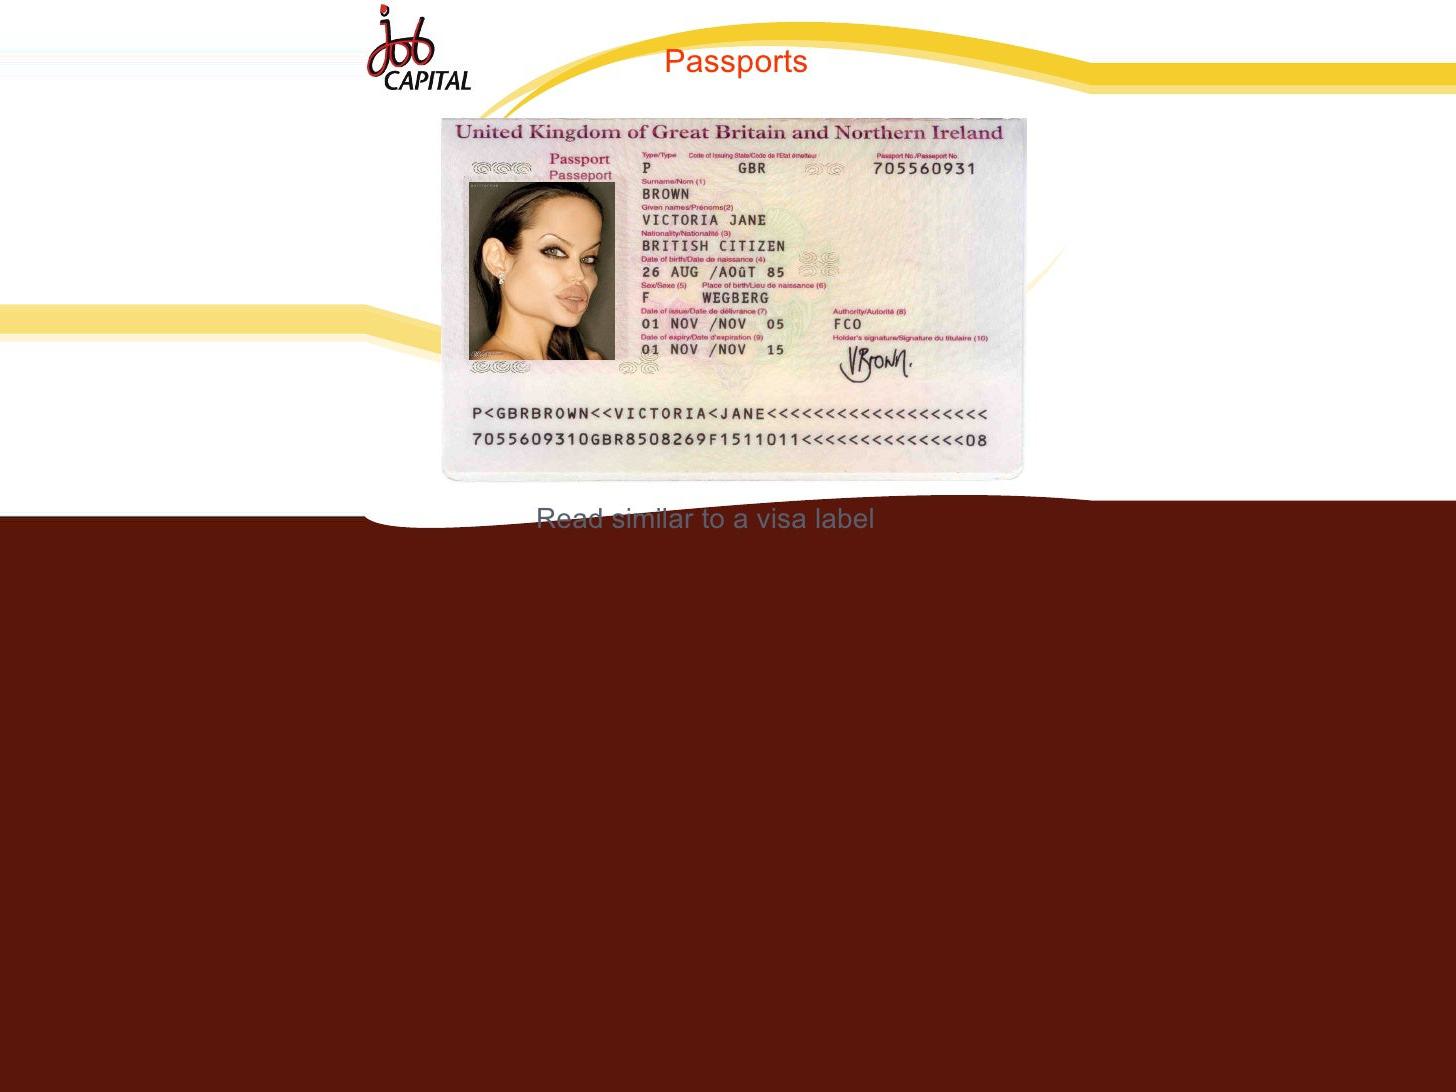 job
CAPITAL
Passports
United Kingdom of Great Britain and Northern Ireland
Passport
Passeport
Type/Type Code of Issuing State/Code de l'Etat émetteur Passport No./Passeport No.
P GBR 705560931
Surname/Nom (1)
BROWN
Given names/Prénoms(2)
VICTORIA JANE
Nationality/Nationalité (3)
BRITISH CITIZEN
Date of birth/Date de naissance (4)
26 AUG /AOûT 85
Sex/Sexe (5) Place of birth/Lieu de naissance (6)
F WEGBERG
Date of issue/Date de délivrance (7) Authority/Autorité (8)
01 NOV /NOV 05 FCO
Date of expiry/Date d'expiration (9) Holder's signature/Signature du titulaire (10)
01 NOV /NOV 15 VBrown.
P<GBRBROWN<<VICTORIA<JANE<<<<<<<<<<<<<<<<<<<
7055609310GBR8508269F1511011<<<<<<<<<<<<<<08
Read similar to a visa label